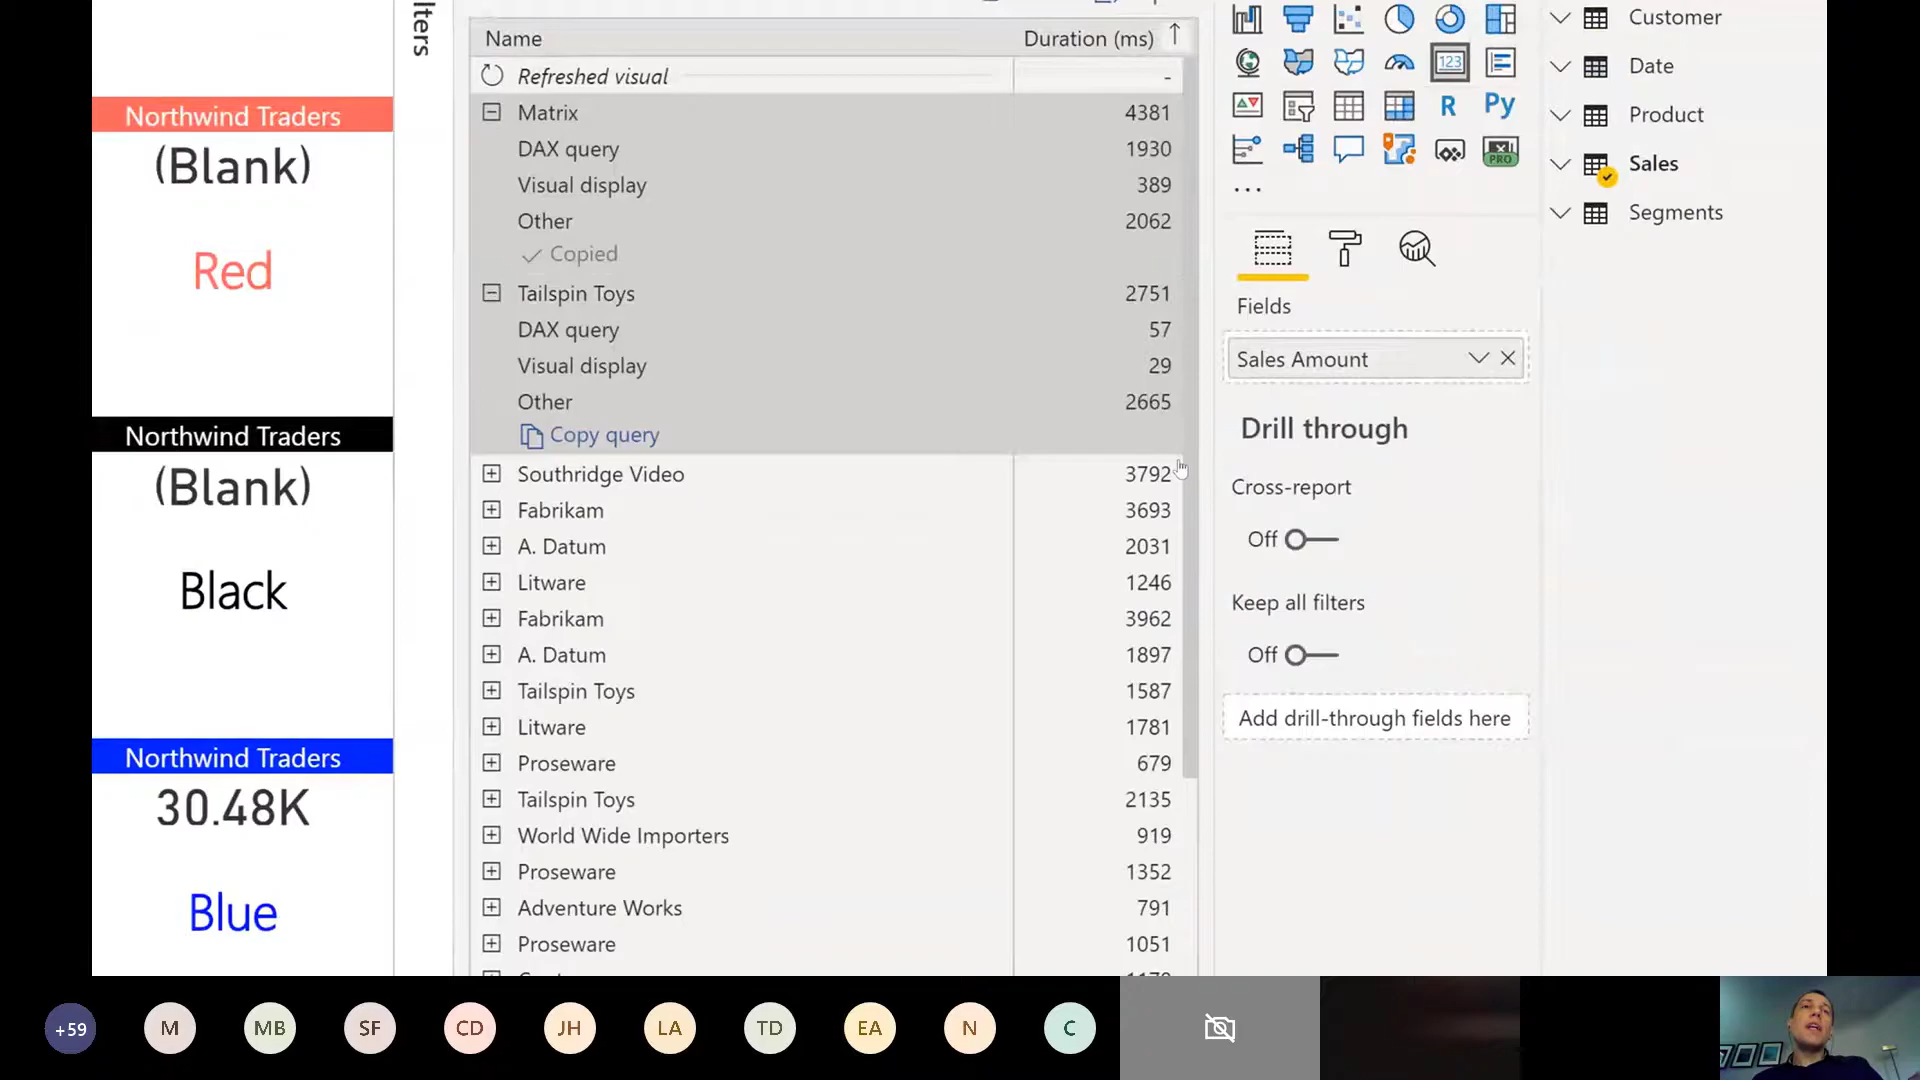 Northwind Traders
(Blank)
Red
Northwind Traders
(Blank)
Black
Northwind Traders
30.48K
Blue
lters
Name Duration (ms)
Refreshed visual -
Matrix 4381
DAX query 1930
Visual display 389
Other 2062
Copied
Tailspin Toys 2751
DAX query 57
Visual display 29
Other 2665
Copy query
Southridge Video 3792
Fabrikam 3693
A. Datum 2031
Litware 1246
Fabrikam 3962
A. Datum 1897
Tailspin Toys 1587
Litware 1781
Proseware 679
Tailspin Toys 2135
World Wide Importers 919
Proseware 1352
Adventure Works 791
Proseware 1051
123
R Py
PRO
...
Fields
Sales Amount
Drill through
Cross-report
Off
Keep all filters
Off
Add drill-through fields here
Customer
Date
Product
Sales
Segments
+59 M MB SF CD JH LA TD EA N C